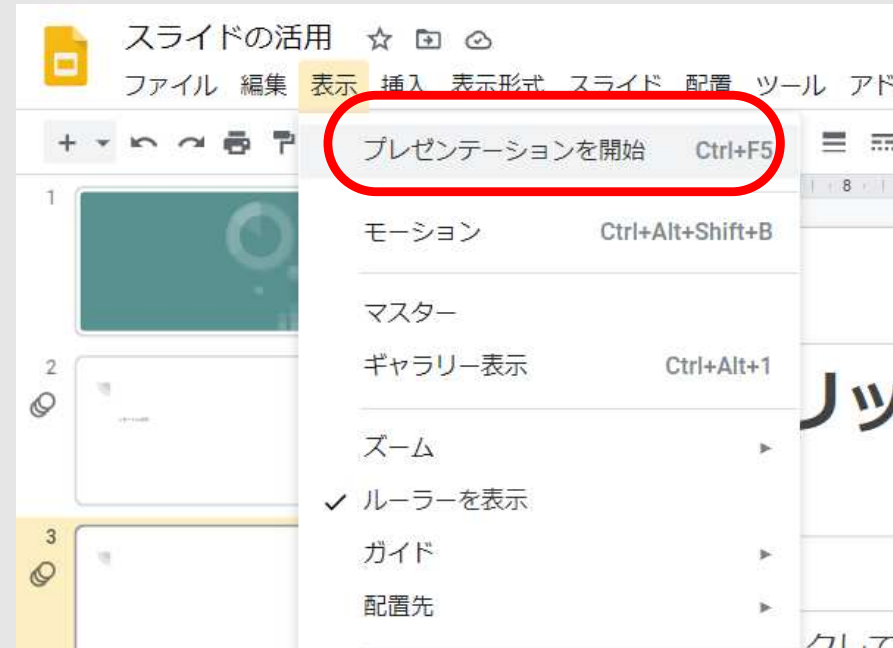 スライドの活用
ファイル 編集 表示 挿入 表示形式 スライド 配置 ツール アド
プレゼンテーションを開始 Ctrl+F5
8
1
モーション Ctrl+Alt+Shift+B
マスター
2
ギャラリー表示 Ctrl+Alt+1
リッ
ズーム
ルーラーを表示
3
ガイド
配置先
クして